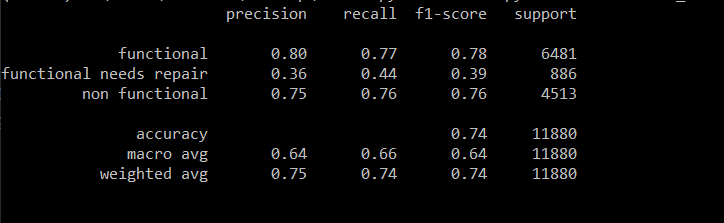 precision recall f1-score support
functional 0.80 0.77 0.78 6481
functional needs repair 0.36 0.44 0.39 886
non functional 0.75 0.76 0.76 4513
accuracy 0.74 11880
macro avg 0.64 0.66 0.64 11880
weighted avg 0.75 0.74 0.74 11880